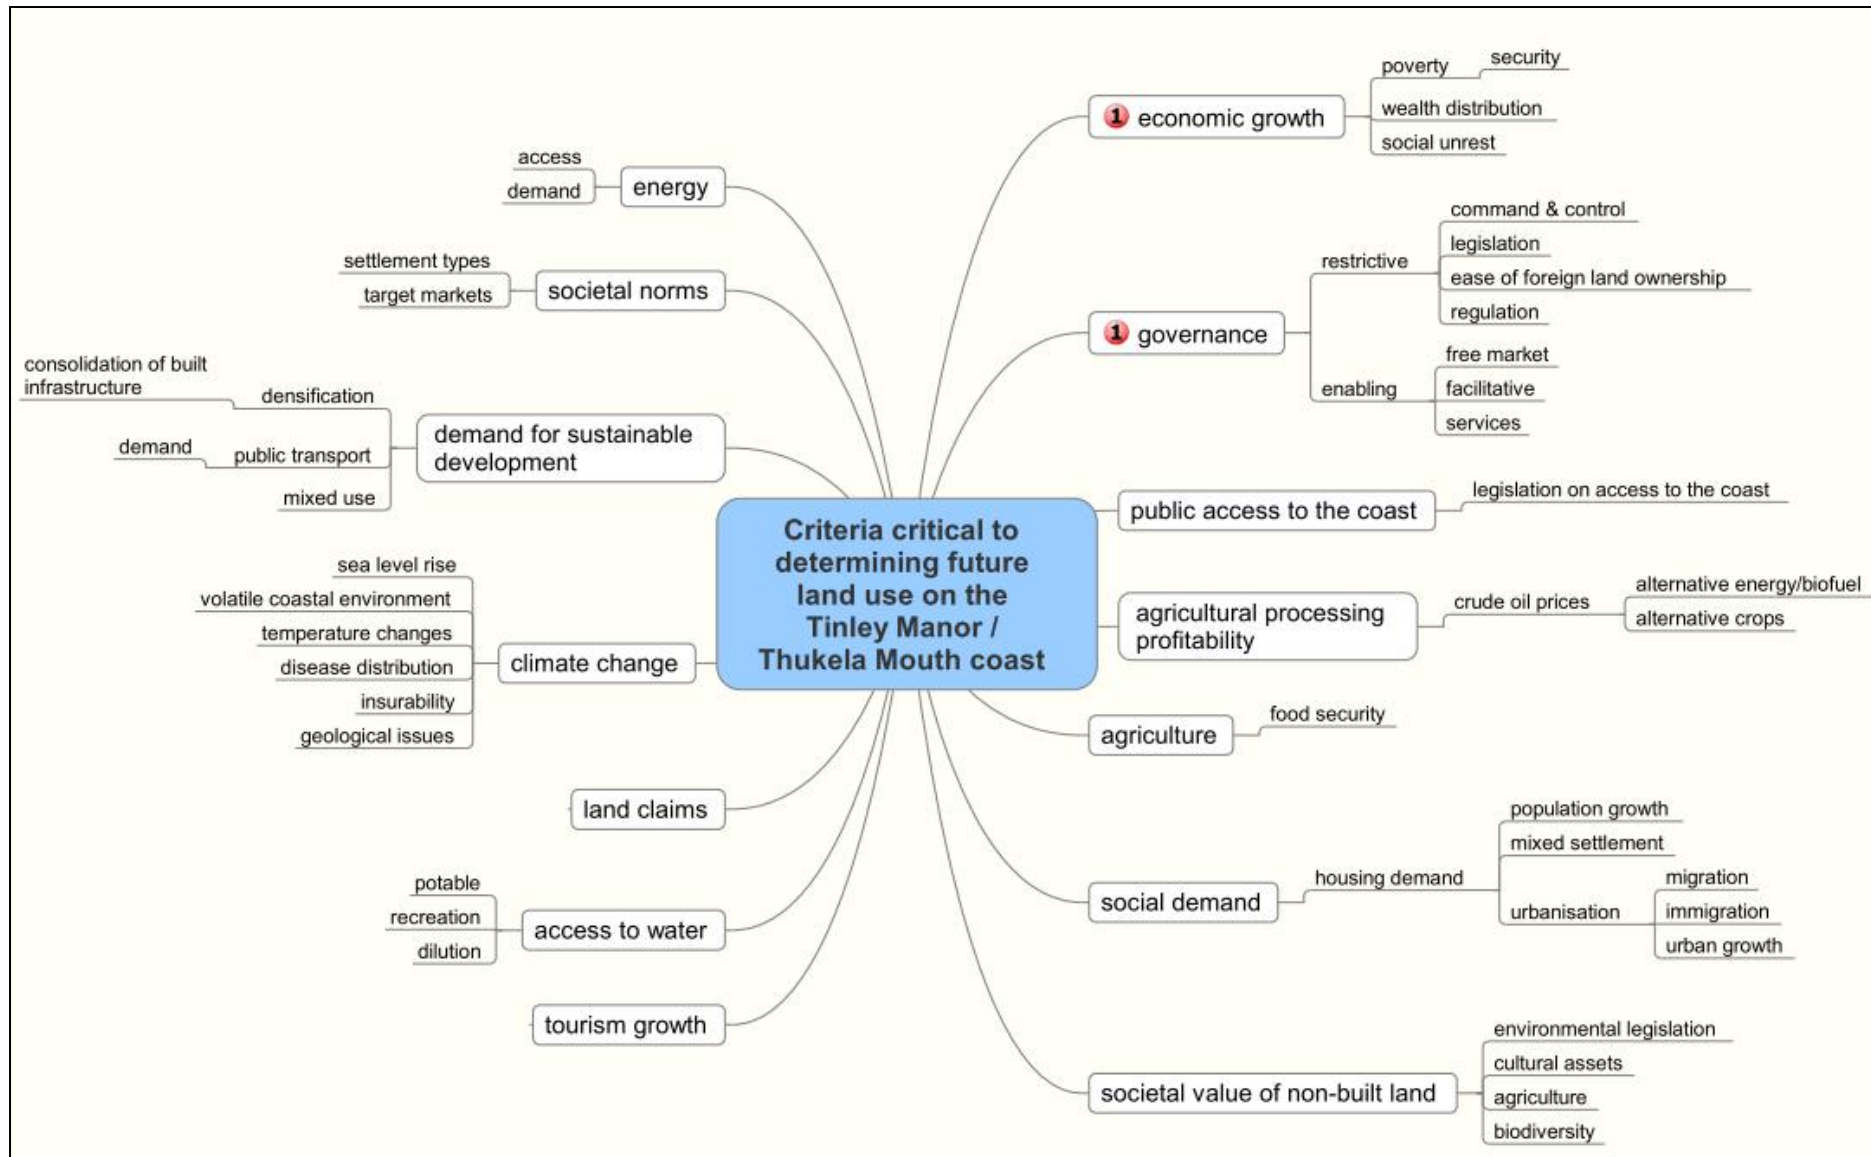 Criteria critical to
determining future
land use on the
Tinley Manor /
Thukela Mouth coast
1 economic growth
poverty
security
wealth distribution
social unrest
1 governance
restrictive
command & control
legislation
ease of foreign land ownership
regulation
enabling
free market
facilitative
services
public access to the coast
legislation on access to the coast
agricultural processing
profitability
crude oil prices
alternative energy/biofuel
alternative crops
agriculture
food security
social demand
housing demand
population growth
mixed settlement
urbanisation
migration
immigration
urban growth
societal value of non-built land
environmental legislation
cultural assets
agriculture
biodiversity
energy
access
demand
societal norms
settlement types
target markets
demand for sustainable
development
densification
consolidation of built
infrastructure
public transport
demand
mixed use
climate change
sea level rise
volatile coastal environment
temperature changes
disease distribution
insurability
geological issues
land claims
access to water
potable
recreation
dilution
tourism growth